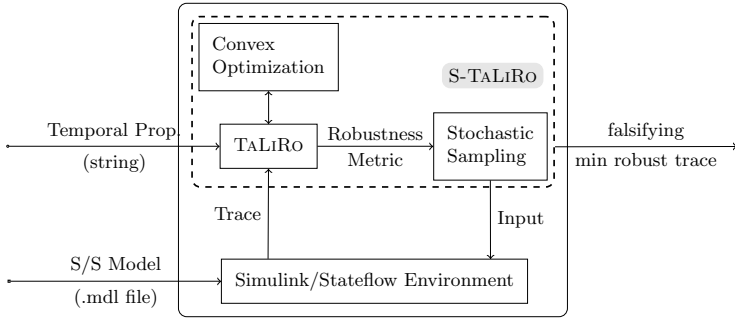 Convex
Optimization
S-TALIRO
Temporal Prop.
(string)
TALIRO
Robustness
Metric
Stochastic
Sampling
falsifying
min robust trace
Trace
Input
S/S Model
(.mdl file)
Simulink/Stateflow Environment